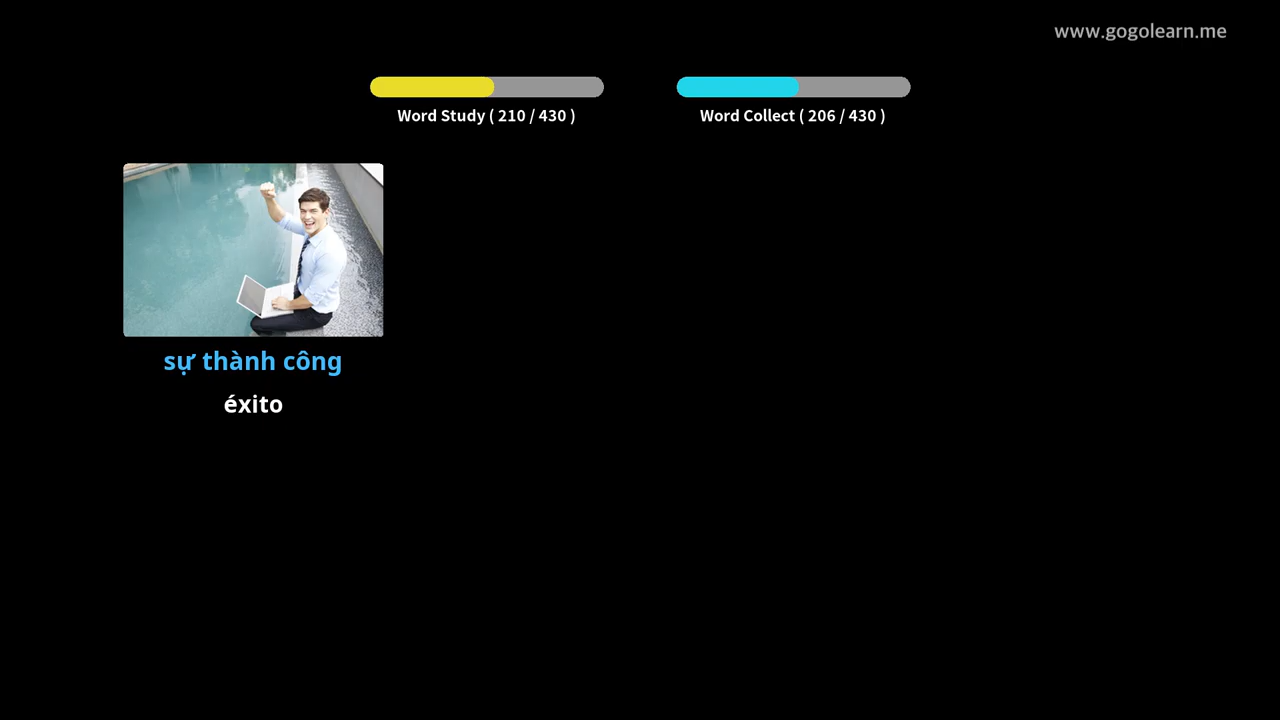 www.gogolearn.me
Word Study ( 210 / 430 )
Word Collect ( 206 / 430 )
sự thành công
éxito